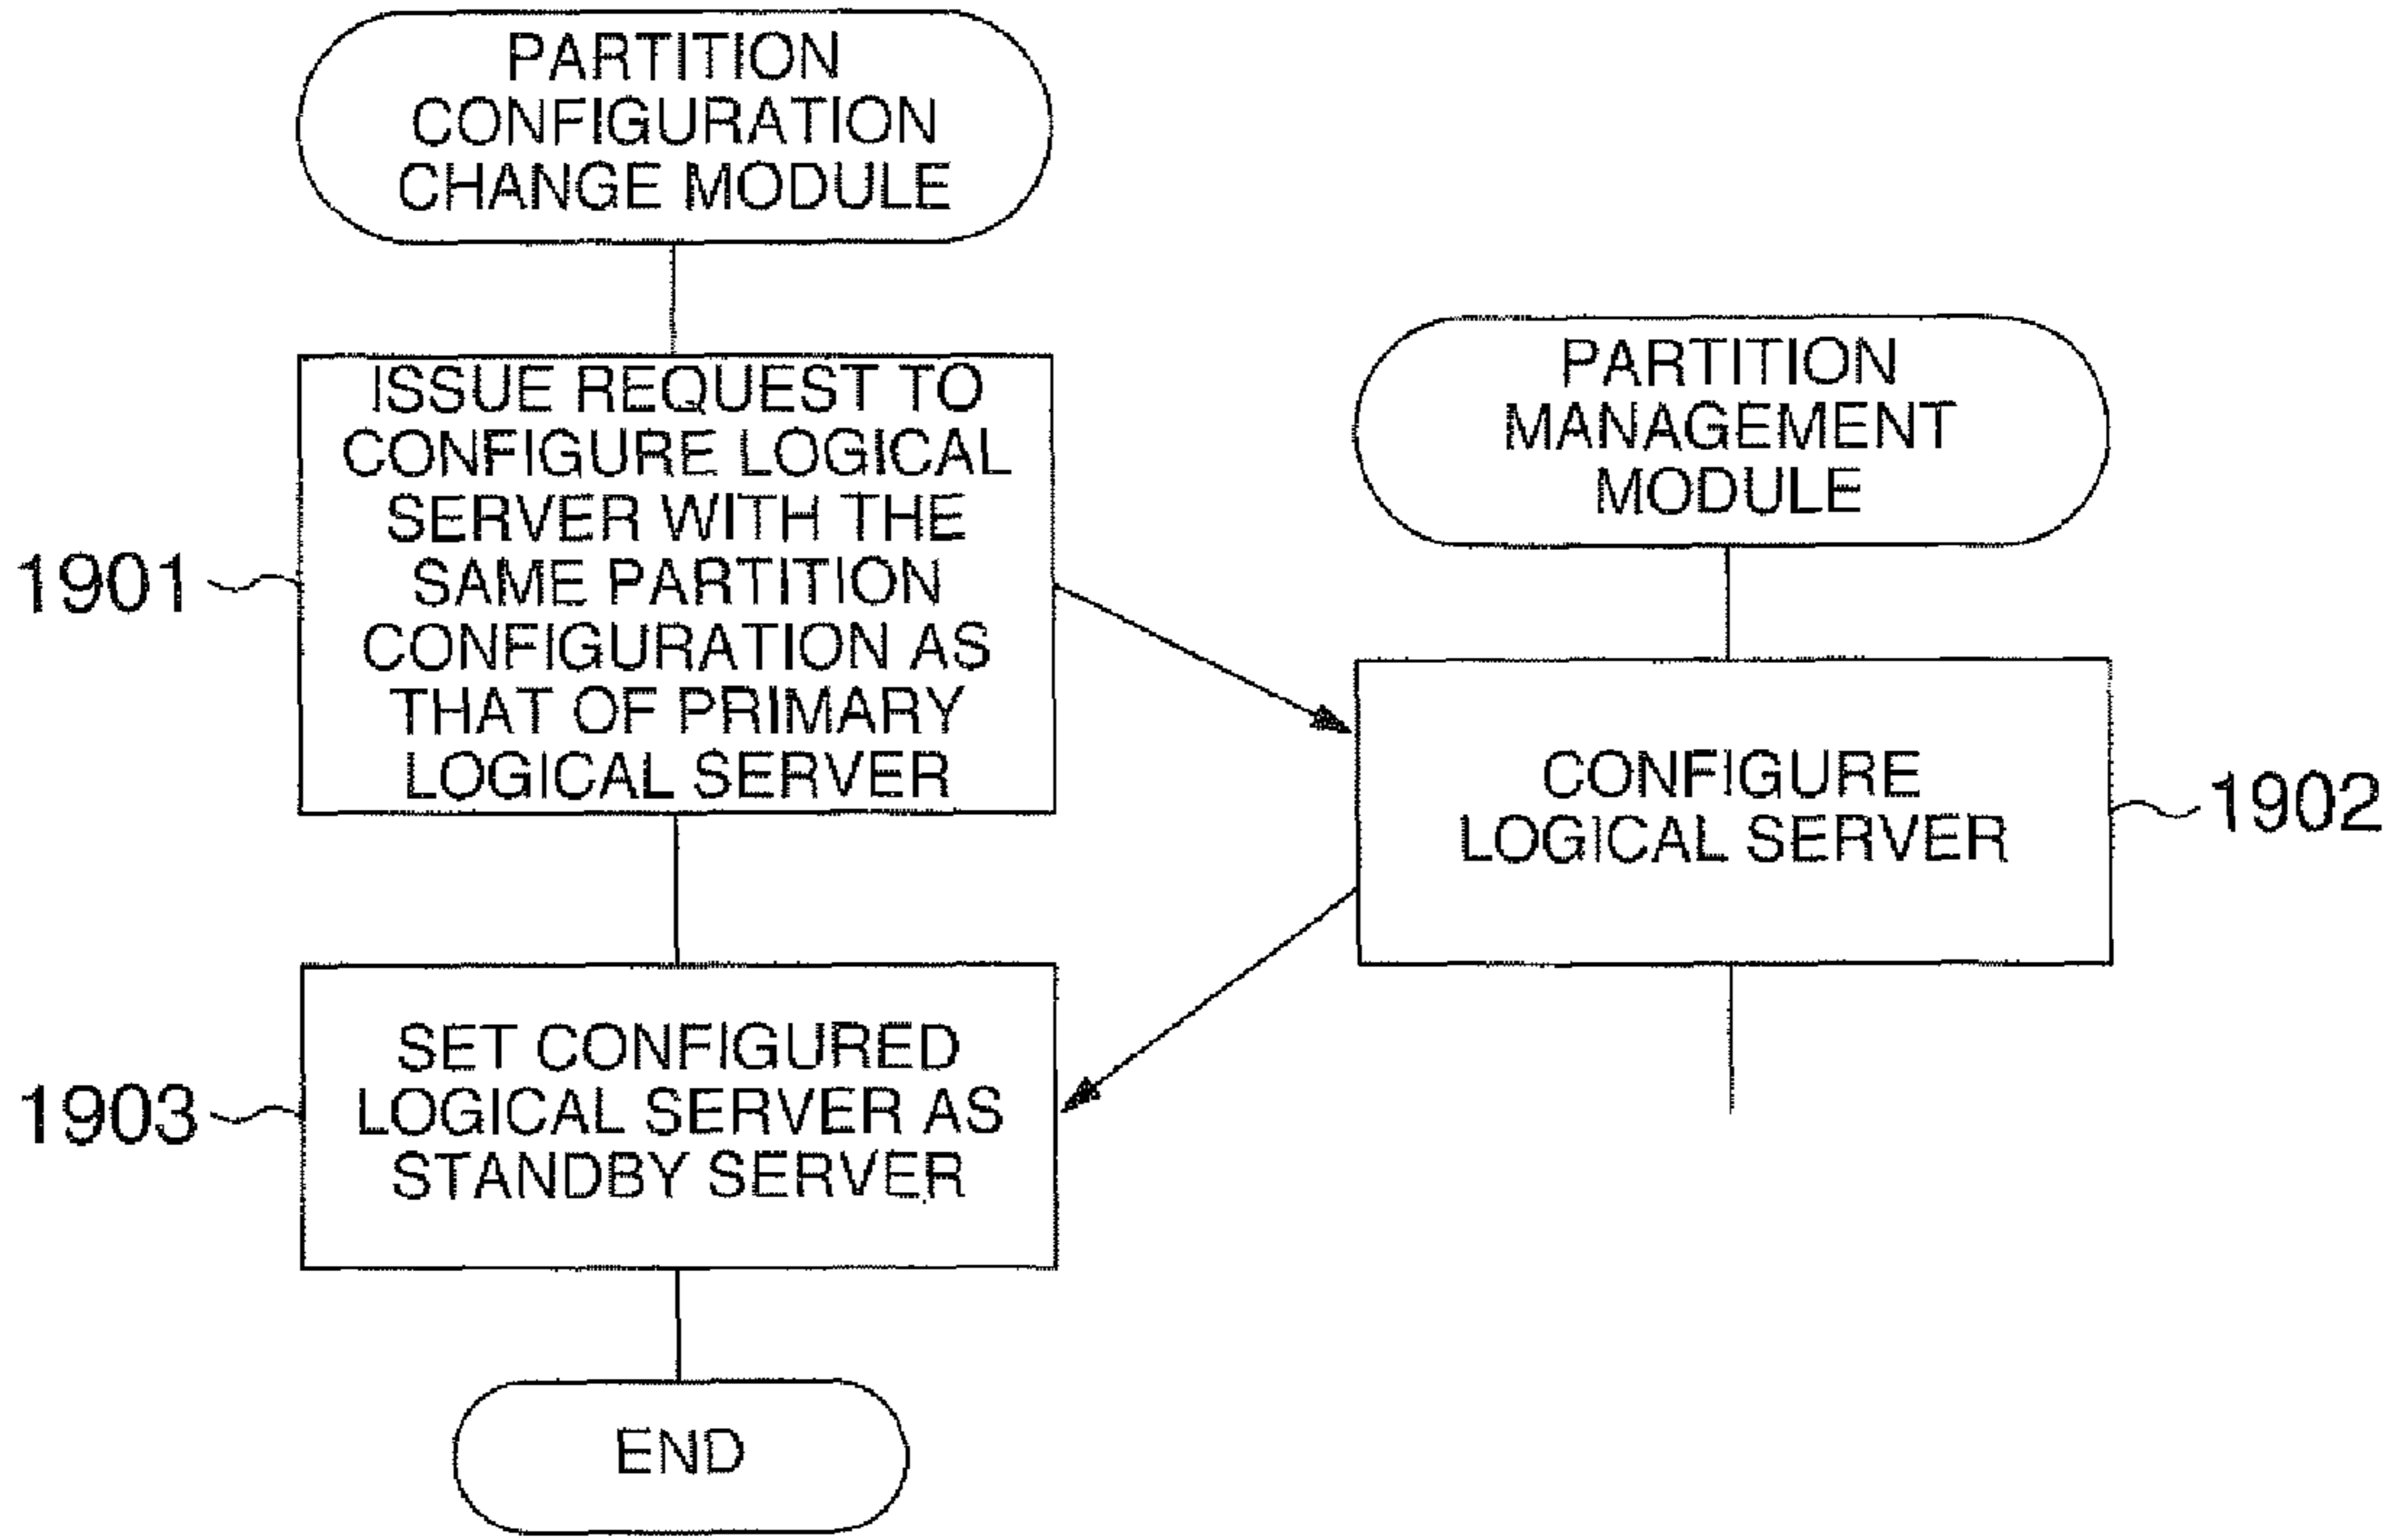 PARTITION
CONFIGURATION
CHANGE MODULE
1901
ISSUE REQUEST TO
CONFIGURE LOGICAL
SERVER WITH THE
SAME PARTITION
CONFIGURATION AS
THAT OF PRIMARY
LOGICAL SERVER
PARTITION
MANAGEMENT
MODULE
CONFIGURE
LOGICAL SERVER
1902
1903
SET CONFIGURED
LOGICAL SERVER AS
STANDBY SERVER
END